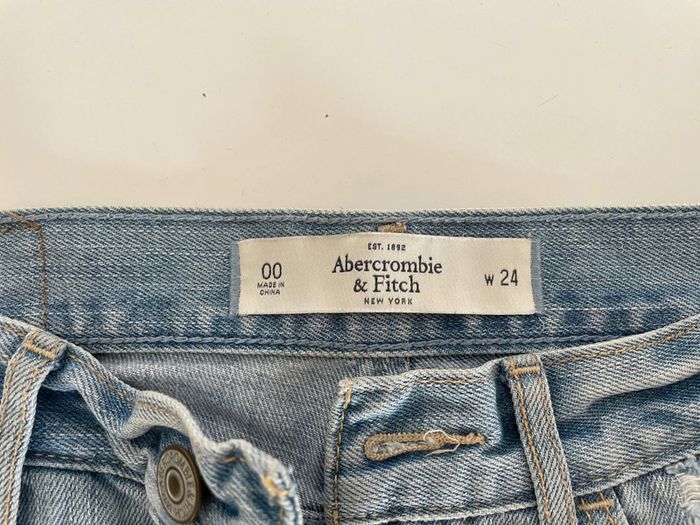 EST. 1892
00
MADE IN
CHINA
Abercrombie
& Fitch
NEW YORK
W 24